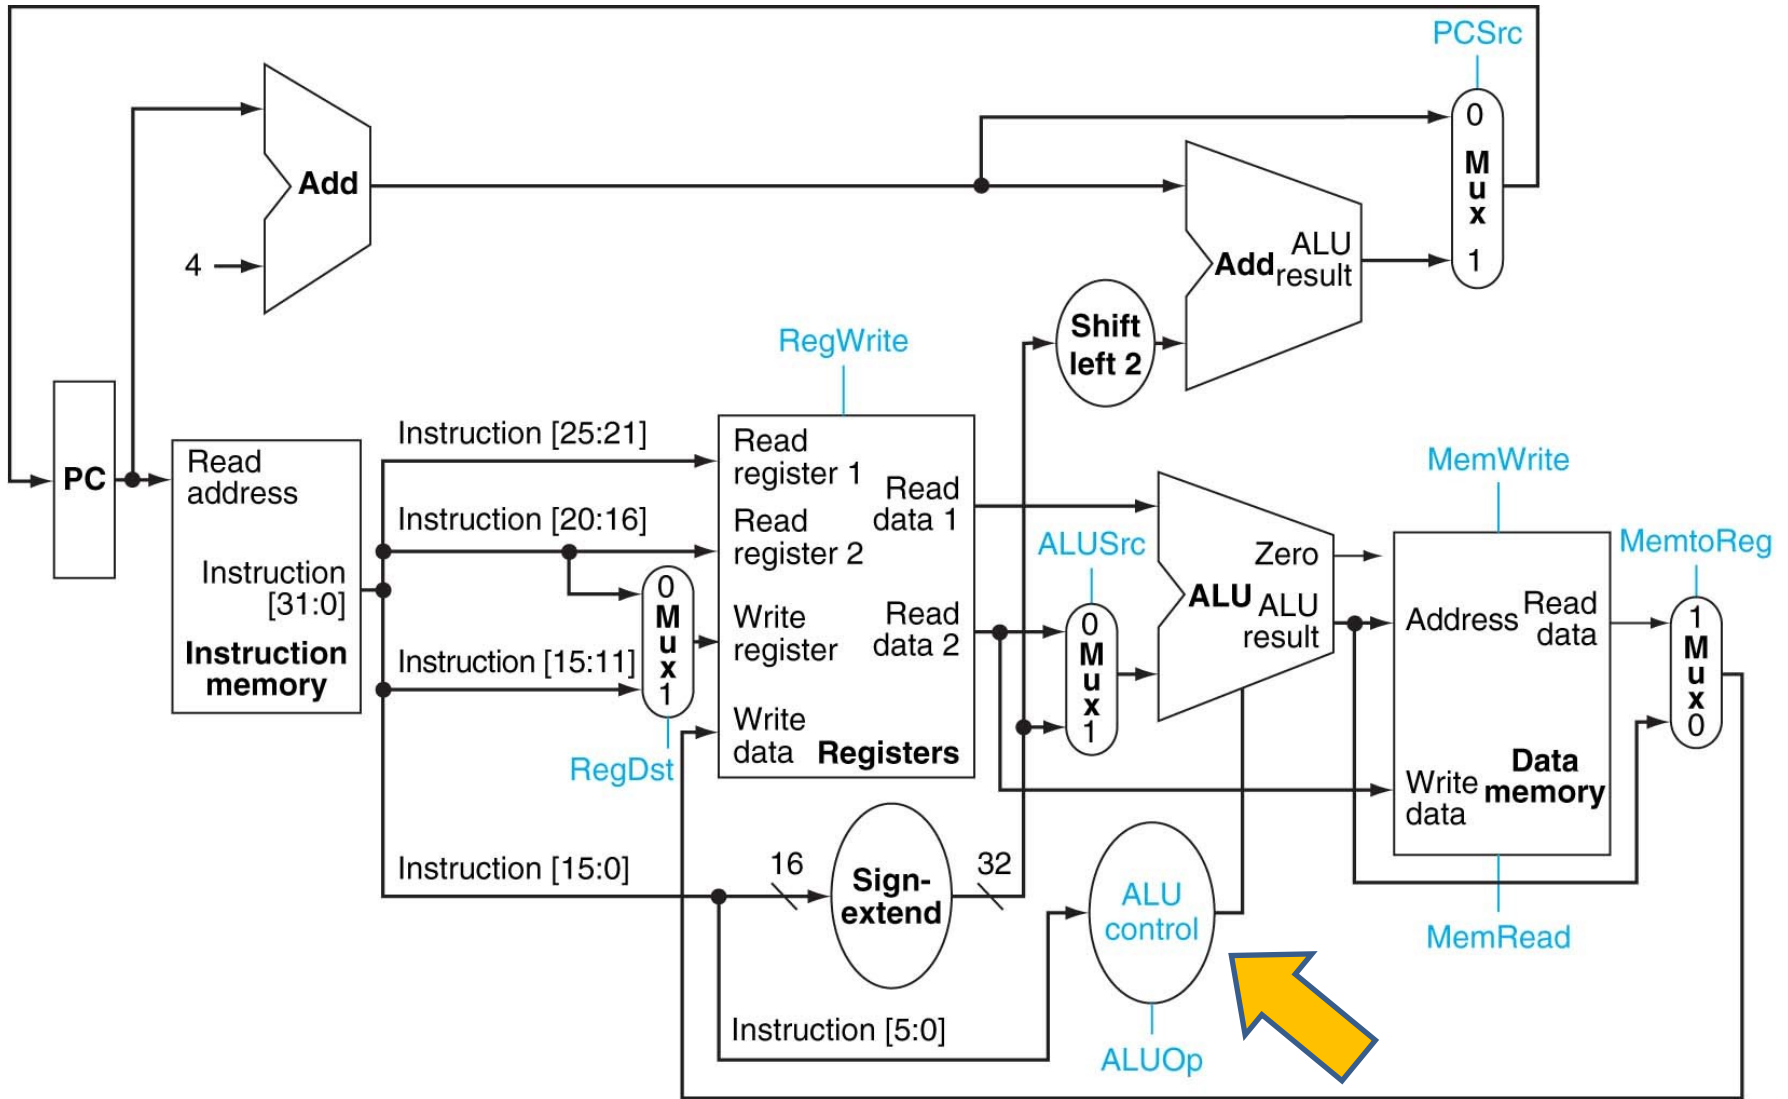 PCSrc
0
M
u
x
1
Add
4
Add
ALU
result
Shift
left 2
RegWrite
PC
Read
address
Instruction
[31:0]
Instruction
memory
Instruction [25:21]
Instruction [20:16]
Instruction [15:11]
Instruction [15:0]
0
M
u
x
1
RegDst
Read
register 1
Read
register 2
Write
register
Write
data
Read
data 1
Read
data 2
Registers
16
Sign-
extend
32
Instruction [5:0]
ALUSrc
0
M
u
x
1
Zero
ALU
ALU
result
ALU
control
ALUOp
MemWrite
Address
Read
data
Write
data
Data
memory
MemRead
MemtoReg
1
M
u
x
0